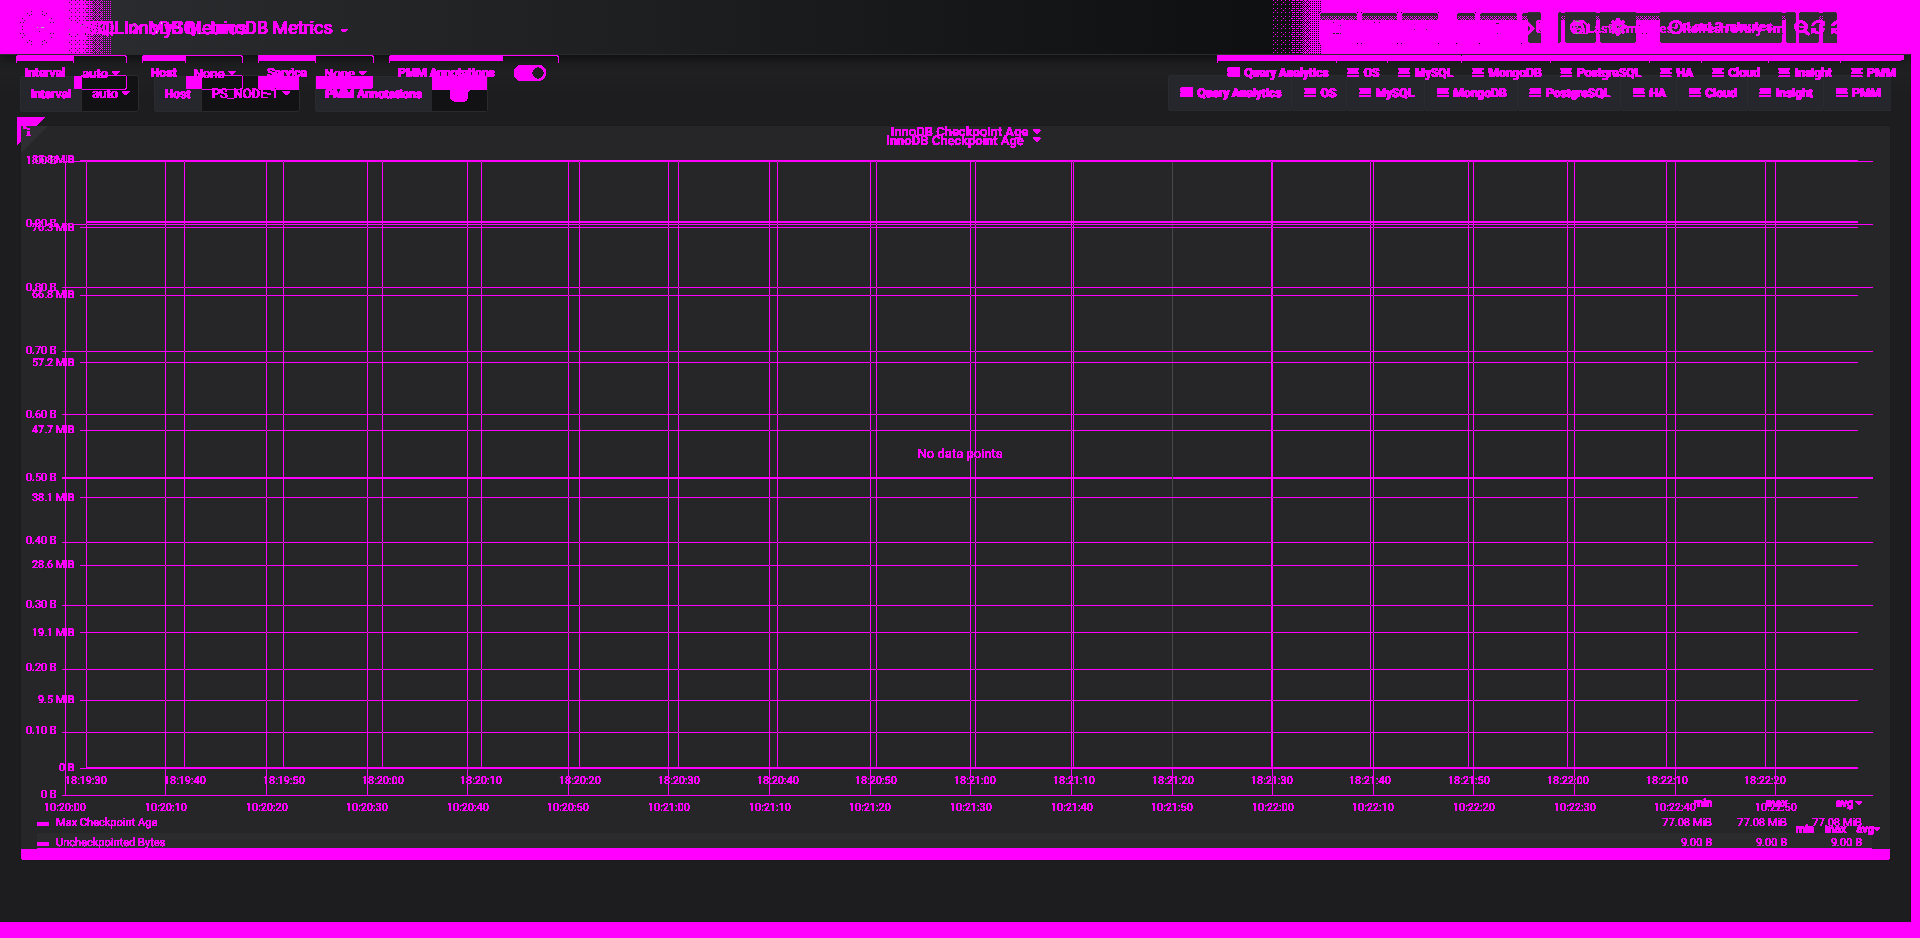 InnoDB Metrics
Interval auto Host None Service None PMM Annotations
Query Analytics OS MySQL MongoDB PostgreSQL HA Cloud Insight PMM
Interval auto Host PS_NODE-1 PMM Annotations
Query Analytics OS MySQL MongoDB PostgreSQL HA Cloud Insight PMM
InnoDB Checkpoint Age
InnoDB Checkpoint Age
0.80 B
66.8 MiB
0.70 B
57.2 MiB
0.60 B
47.7 MiB
No data points
0.50 B
38.1 MiB
0.40 B
28.6 MiB
0.30 B
19.1 MiB
0.20 B
9.5 MiB
0.10 B
0 B
18:19:30 18:19:40 18:19:50 18:20:00 18:20:10 18:20:20 18:20:30 18:20:40 18:20:50 18:21:00 18:21:10 18:21:20 18:21:30 18:21:40 18:21:50 18:22:00 18:22:10 18:22:20
0 B
10:20:00 10:20:10 10:20:20 10:20:30 10:20:40 10:20:50 10:21:00 10:21:10 10:21:20 10:21:30 10:21:40 10:21:50 10:22:00 10:22:10 10:22:20 10:22:30 10:22:40 10:22:50
min max avg
Max Checkpoint Age 77.08 MiB 77.08 MiB 77.08 MiB
min max avg
Uncheckpointed Bytes 9.00 B 9.00 B 9.00 B